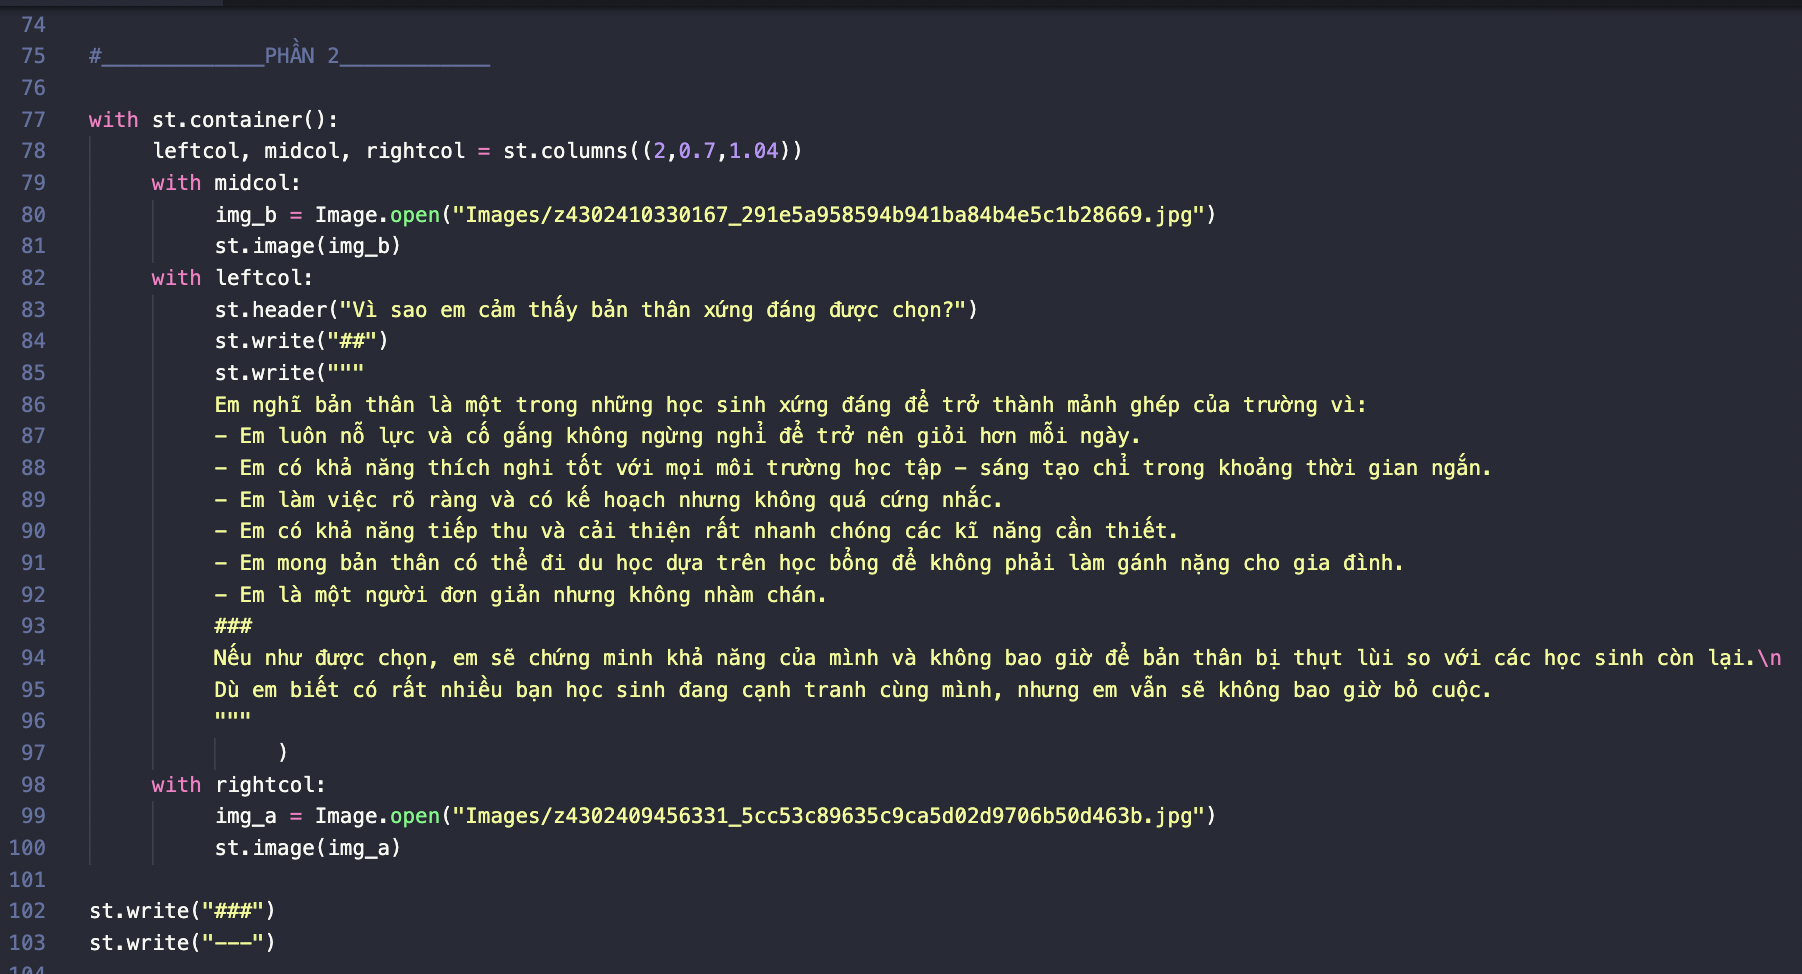 74
75 #_____________PHẦN 2____________
76
77 with st.container():
78 leftcol, midcol, rightcol = st.columns((2,0.7,1.04))
79 with midcol:
80 img_b = Image.open("Images/z4302410330167_291e5a958594b941ba84b4e5c1b28669.jpg")
81 st.image(img_b)
82 with leftcol:
83 st.header("Vì sao em cảm thấy bản thân xứng đáng được chọn?")
84 st.write("##")
85 st.write("""
86 Em nghĩ bản thân là một trong những học sinh xứng đáng để trở thành mảnh ghép của trường vì:
87 - Em luôn nỗ lực và cố gắng không ngừng nghỉ để trở nên giỏi hơn mỗi ngày.
88 - Em có khả năng thích nghi tốt với mọi môi trường học tập - sáng tạo chỉ trong khoảng thời gian ngắn.
89 - Em làm việc rõ ràng và có kế hoạch nhưng không quá cứng nhắc.
90 - Em có khả năng tiếp thu và cải thiện rất nhanh chóng các kĩ năng cần thiết.
91 - Em mong bản thân có thể đi du học dựa trên học bổng để không phải làm gánh nặng cho gia đình.
92 - Em là một người đơn giản nhưng không nhàm chán.
93 ###
94 Nếu như được chọn, em sẽ chứng minh khả năng của mình và không bao giờ để bản thân bị thụt lùi so với các học sinh còn lại.\n
95 Dù em biết có rất nhiều bạn học sinh đang cạnh tranh cùng mình, nhưng em vẫn sẽ không bao giờ bỏ cuộc.
96 """
97 )
98 with rightcol:
99 img_a = Image.open("Images/z4302409456331_5cc53c89635c9ca5d02d9706b50d463b.jpg")
100 st.image(img_a)
101
102 st.write("###")
103 st.write("---")
104